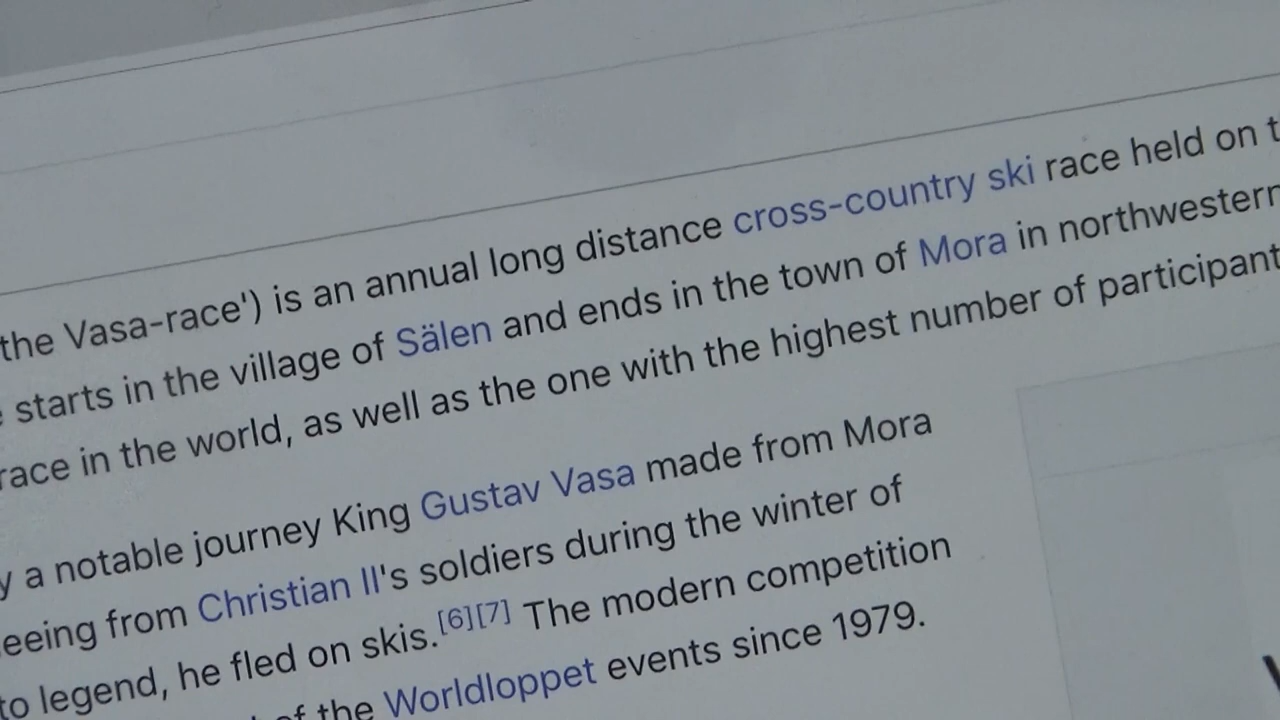 the Vasa-race') is an annual long distance cross-country ski race held on
starts in the village of Sälen and ends in the town of Mora in northwestern
race in the world, as well as the one with the highest number of participant
a notable journey King Gustav Vasa made from Mora
from Christian II's soldiers during the winter of
to legend, he fled on skis.[6][7] The modern competition
of the Worldloppet events since 1979.